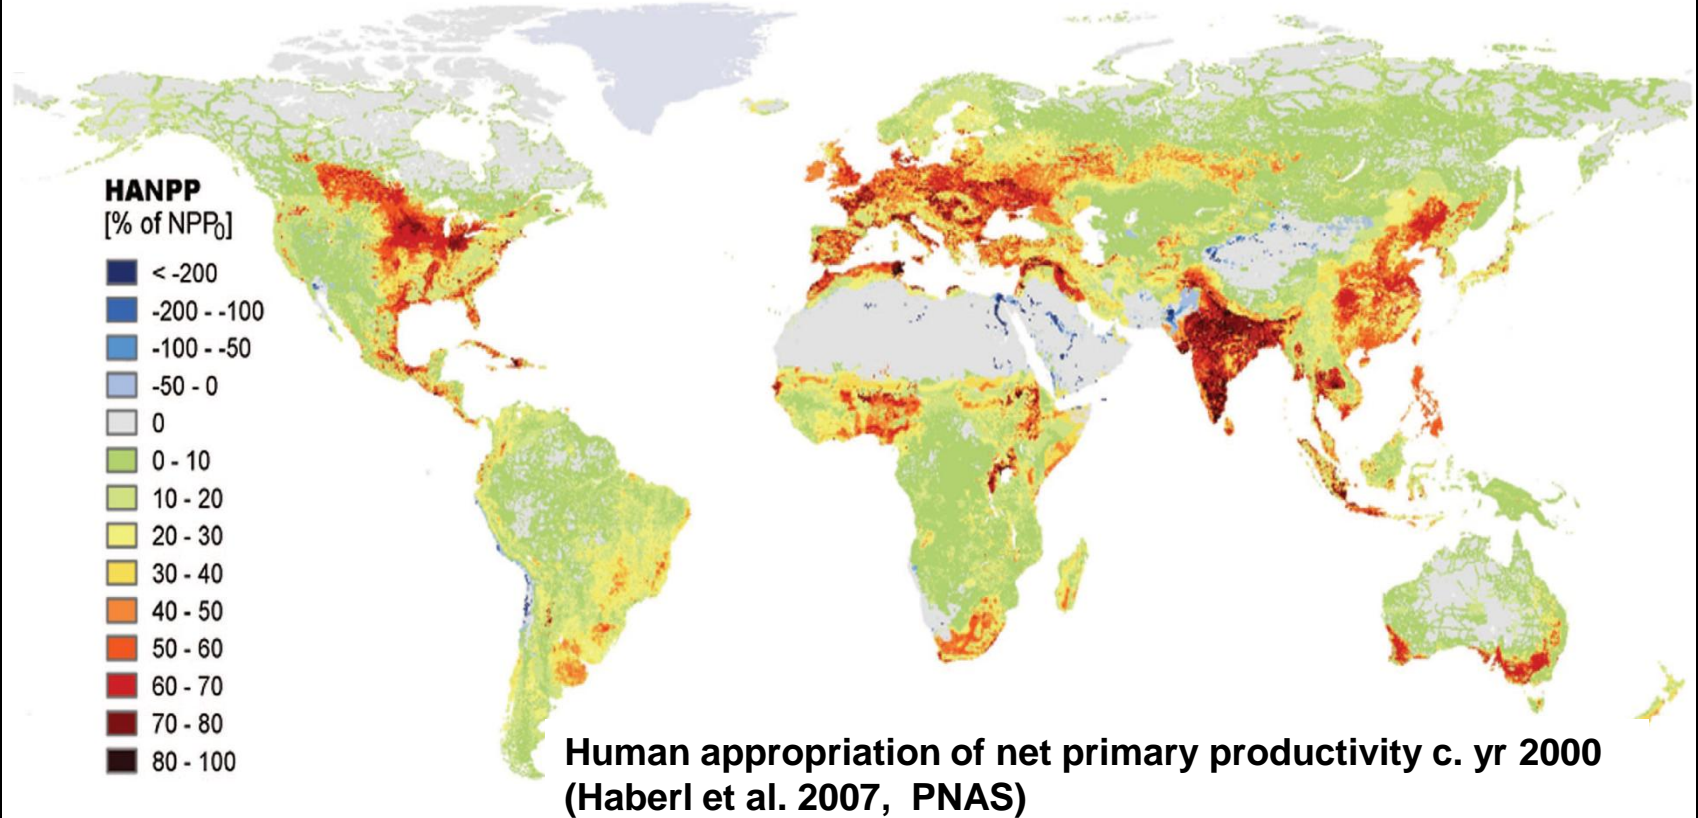 HANPP
[% of NPP0]
< -200
-200 - -100
-100 - -50
-50 - 0
0
0 - 10
10 - 20
20 - 30
30 - 40
40 - 50
50 - 60
60 - 70
70 - 80
80 - 100
Human appropriation of net primary productivity c. yr 2000
(Haberl et al. 2007, PNAS)